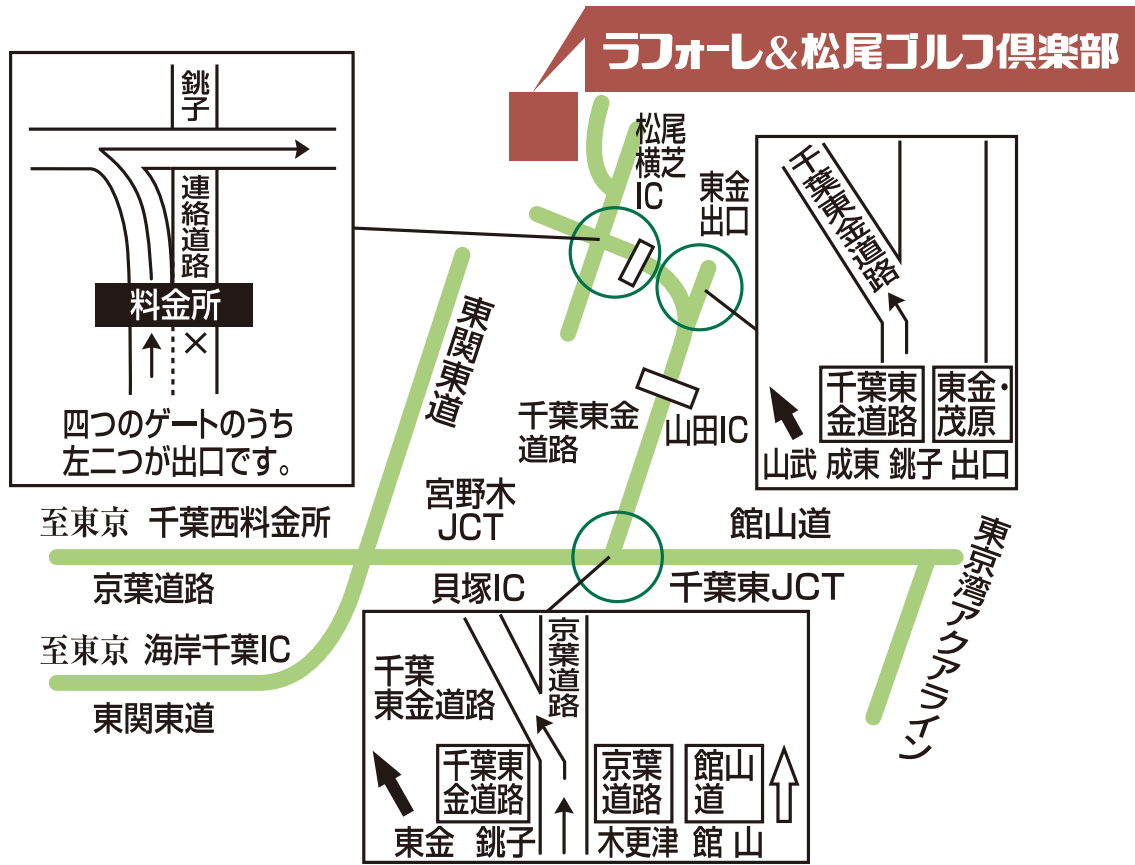 ラフォーレ&松尾ゴルフ倶楽部
銚子
連絡道路
料金所
×
四つのゲートのうち
左二つが出口です。
松尾
横芝
IC
東金
出口
千葉東金道路
千葉東
金道路
東金・
茂原
山武 成東 銚子 出口
東関東道
千葉東金
道路
山田IC
宮野木
JCT
至東京 千葉西料金所
館山道
京葉道路
貝塚IC
千葉東JCT
東京湾アクアライン
至東京 海岸千葉IC
東関東道
京葉道路
千葉
東金道路
千葉東
金道路
京葉
道路
館山
道
東金 銚子
木更津 館山